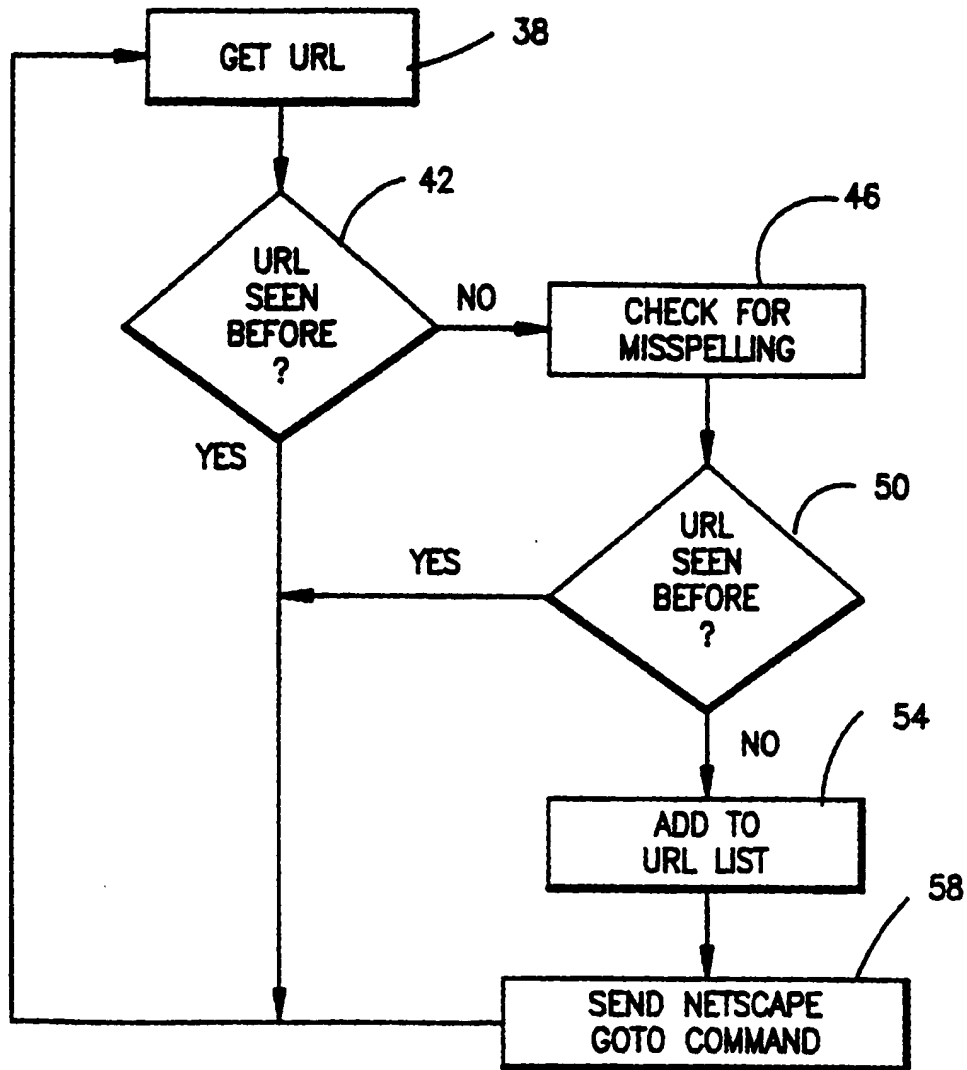 GET URL
38
42
URL
SEEN
BEFORE
?
NO
YES
46
CHECK FOR
MISSPELLING
50
URL
SEEN
BEFORE
?
YES
NO
54
ADD TO
URL LIST
58
SEND NETSCAPE
GOTO COMMAND